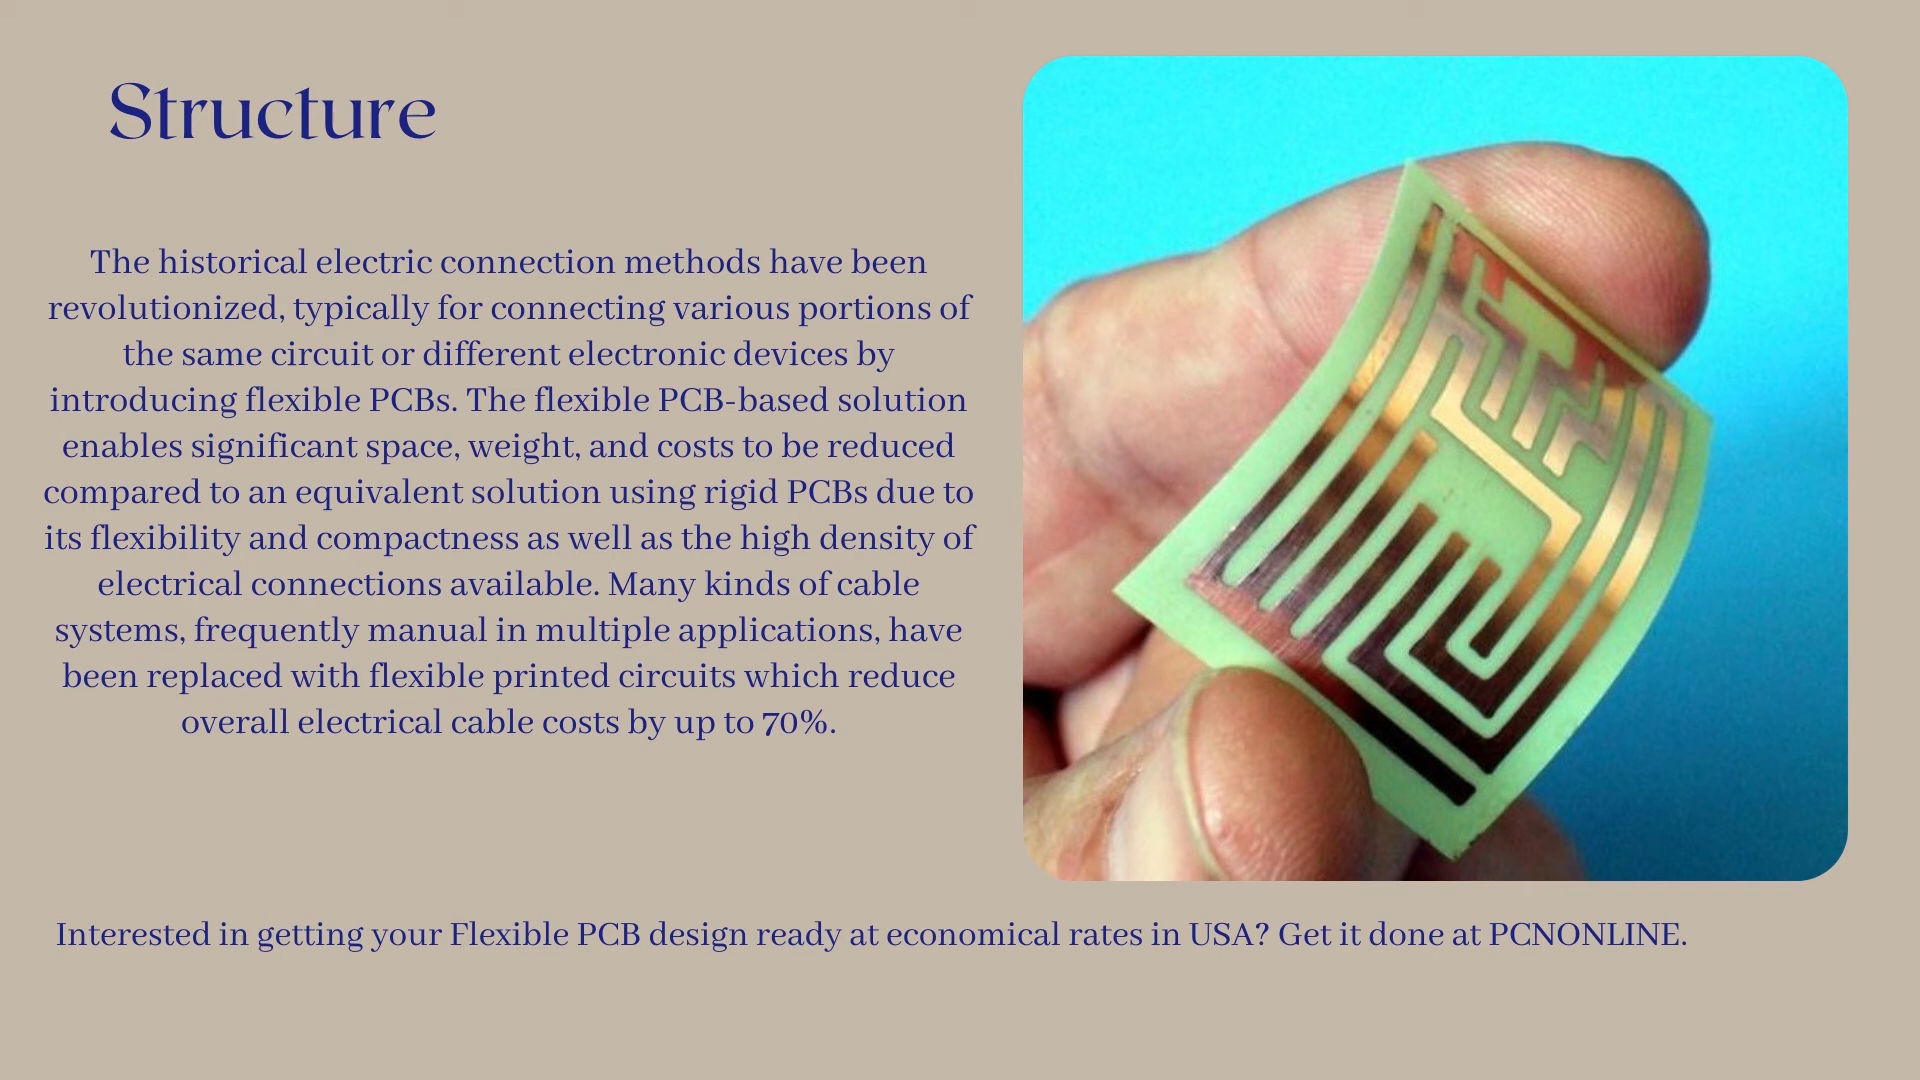 Structure
The historical electric connection methods have been
revolutionized, typically for connecting various portions of
the same circuit or different electronic devices by
introducing flexible PCBs. The flexible PCB-based solution
enables significant space, weight, and costs to be reduced
compared to an equivalent solution using rigid PCBs due to
its flexibility and compactness as well as the high density of
electrical connections available. Many kinds of cable
systems, frequently manual in multiple applications, have
been replaced with flexible printed circuits which reduce
overall electrical cable costs by up to 70%.
Interested in getting your Flexible PCB design ready at economical rates in USA? Get it done at PCNONLINE.